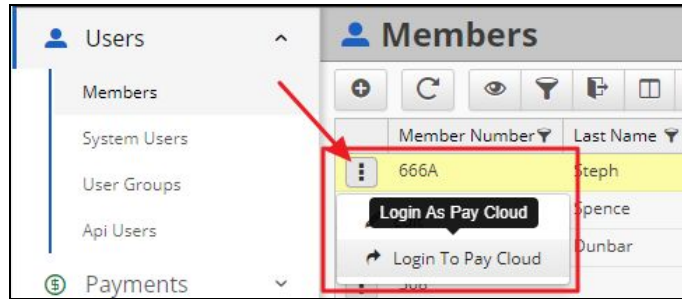 Users
Members
System Users
User Groups
Api Users
Payments
Members
Member Number Last Name
666A Steph
Login As Pay Cloud
Spence
Login To Pay Cloud
Dunbar